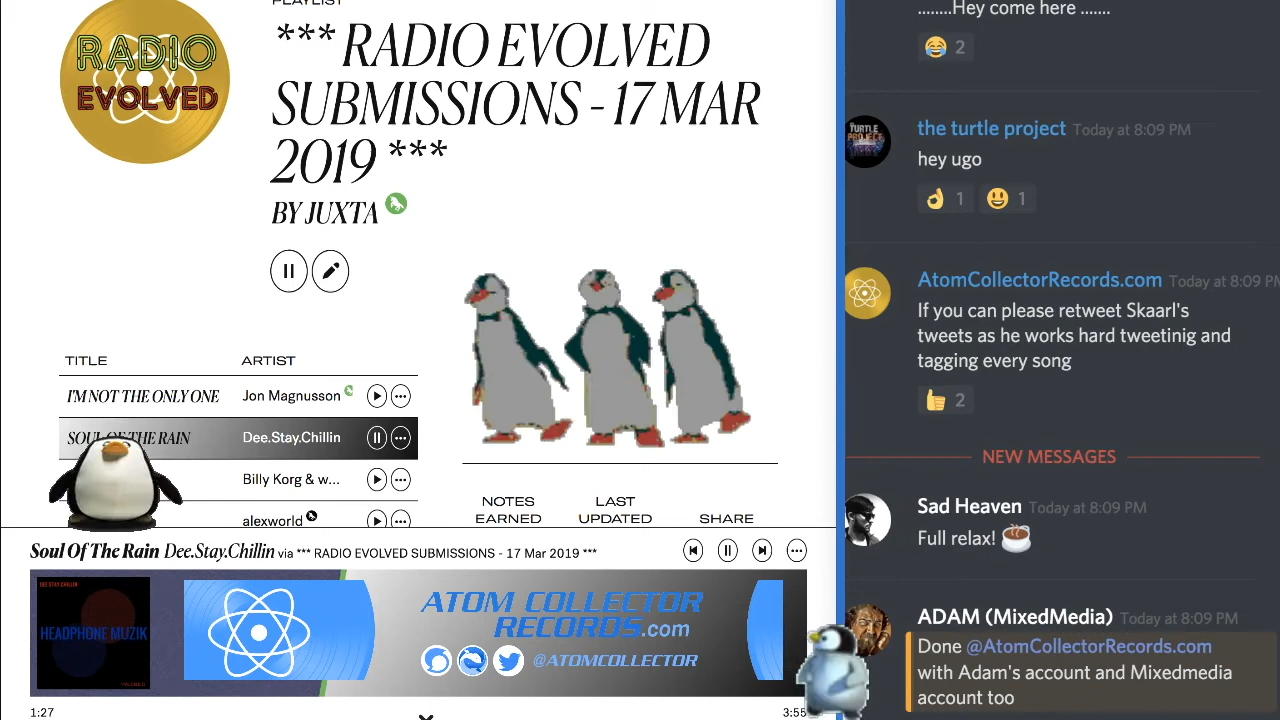 PLAYLIST
*** RADIO EVOLVED
SUBMISSIONS - 17 MAR
2019 ***
BY JUXTA
RADIO
EVOLVED
TITLE ARTIST
I'M NOT THE ONLY ONE Jon Magnusson
SOUL OF THE RAIN Dee.Stay.Chillin
Billy Korg & w...
alexworld
NOTES
EARNED
LAST
UPDATED
SHARE
Soul Of The Rain Dee.Stay.Chillin via *** RADIO EVOLVED SUBMISSIONS - 17 Mar 2019 ***
DEE STAY CHILLIN
HEADPHONE MUZIK
ATOM COLLECTOR
RECORDS.com
@ATOMCOLLECTOR
1:27
3:55
........Hey come here .......
2
the turtle project Today at 8:09 PM
TURTLE
PROJECT
hey ugo
1 1
AtomCollectorRecords.com Today at 8:09 PM
If you can please retweet Skaarl's
tweets as he works hard tweetinig and
tagging every song
2
NEW MESSAGES
Sad Heaven Today at 8:09 PM
Full relax!
ADAM (MixedMedia) Today at 8:09 PM
Done @AtomCollectorRecords.com
with Adam's account and Mixedmedia
account too